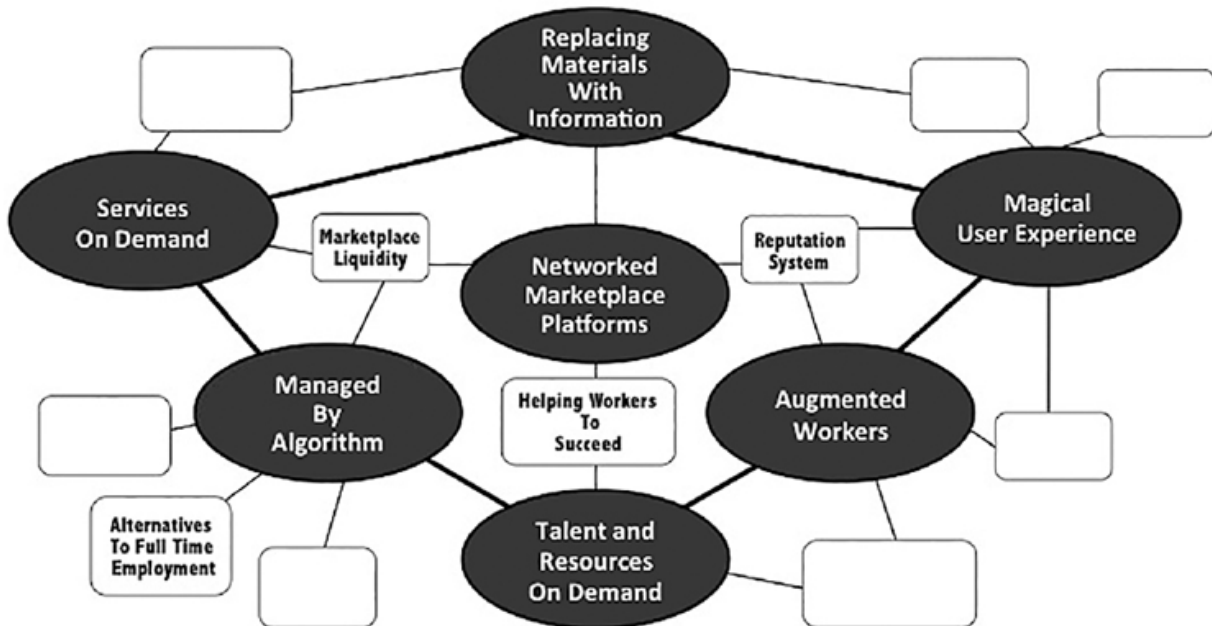 Replacing
Materials
With
Information
Services
On Demand
Magical
User Experience
Marketplace
Liquidity
Reputation
System
Networked
Marketplace
Platforms
Managed
By
Algorithm
Helping Workers
To
Succeed
Augmented
Workers
Alternatives
To Full Time
Employment
Talent and
Resources
On Demand